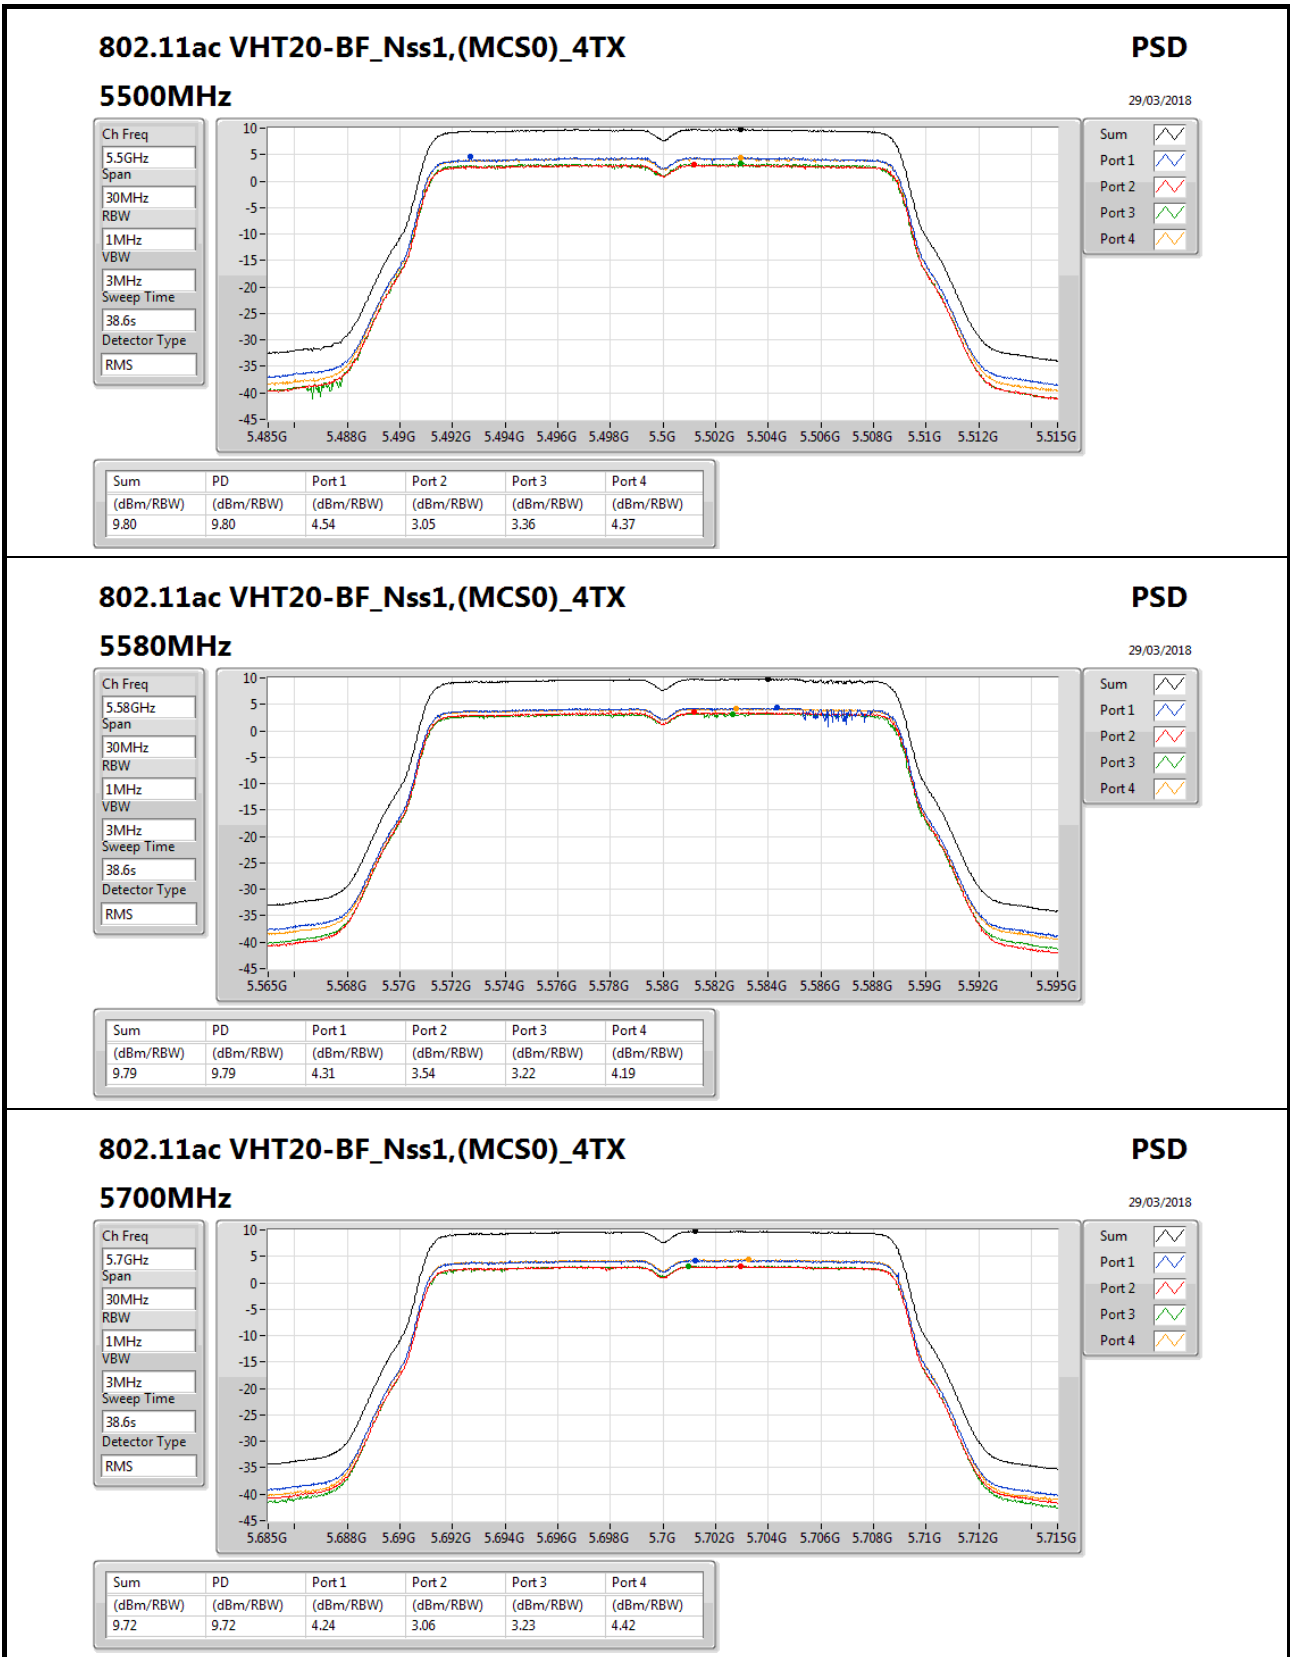 802.11ac VHT20-BF_Nss1,(MCS0)_4TX PSD
5500MHz 29/03/2018
Ch Freq
5.5GHz
Span
30MHz
RBW
1MHz
VBW
3MHz
Sweep Time
38.6s
Detector Type
RMS
10
5
0
-5
-10
-15
-20
-25
-30
-35
-40
-45
5.485G 5.488G 5.49G 5.492G 5.494G 5.496G 5.498G 5.5G 5.502G 5.504G 5.506G 5.508G 5.51G 5.512G 5.515G
Sum
Port 1
Port 2
Port 3
Port 4
Sum PD Port 1 Port 2 Port 3 Port 4
(dBm/RBW) (dBm/RBW) (dBm/RBW) (dBm/RBW) (dBm/RBW) (dBm/RBW)
9.80 9.80 4.54 3.05 3.36 4.37
802.11ac VHT20-BF_Nss1,(MCS0)_4TX PSD
5580MHz 29/03/2018
Ch Freq
5.58GHz
Span
30MHz
RBW
1MHz
VBW
3MHz
Sweep Time
38.6s
Detector Type
RMS
10
5
0
-5
-10
-15
-20
-25
-30
-35
-40
-45
5.565G 5.568G 5.57G 5.572G 5.574G 5.576G 5.578G 5.58G 5.582G 5.584G 5.586G 5.588G 5.59G 5.592G 5.595G
Sum
Port 1
Port 2
Port 3
Port 4
Sum PD Port 1 Port 2 Port 3 Port 4
(dBm/RBW) (dBm/RBW) (dBm/RBW) (dBm/RBW) (dBm/RBW) (dBm/RBW)
9.79 9.79 4.31 3.54 3.22 4.19
802.11ac VHT20-BF_Nss1,(MCS0)_4TX PSD
5700MHz 29/03/2018
Ch Freq
5.7GHz
Span
30MHz
RBW
1MHz
VBW
3MHz
Sweep Time
38.6s
Detector Type
RMS
10
5
0
-5
-10
-15
-20
-25
-30
-35
-40
-45
5.685G 5.688G 5.69G 5.692G 5.694G 5.696G 5.698G 5.7G 5.702G 5.704G 5.706G 5.708G 5.71G 5.712G 5.715G
Sum
Port 1
Port 2
Port 3
Port 4
Sum PD Port 1 Port 2 Port 3 Port 4
(dBm/RBW) (dBm/RBW) (dBm/RBW) (dBm/RBW) (dBm/RBW) (dBm/RBW)
9.72 9.72 4.24 3.06 3.23 4.42